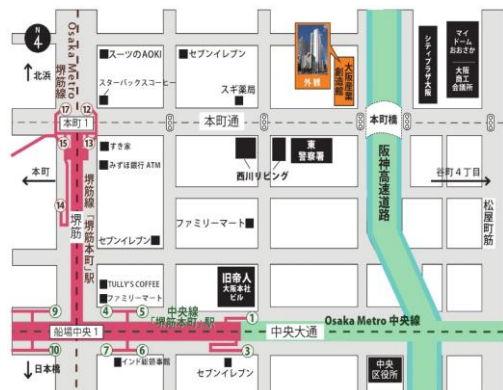 N
4
Osaka Metro
堺筋線
↑
北浜
スーツのAOKI
セブンイレブン
スターバックスコーヒー
スギ薬局
外観
大阪産業
創造館
シティプラザ大阪
マイ
ドームおおさか
大阪
商工
会議所
本町橋
17
12
本町1
本町通
15
13
すき家
みずほ銀行 ATM
西川リビング
東
警察署
阪神高速道路
本町
谷町4丁目
14
堺筋
堺筋線「堺筋本町」駅
セブンイレブン
ファミリーマート
松屋町筋
TULLY'S COFFEE
ファミリーマート
旧帝人
大阪本社
ビル
中央線
「堺筋本町」駅
9
4
5
1
Osaka Metro 中央線
船場中央1
中央大通
10
7
6
3
↓日本橋
インド総領事館
セブンイレブン
中央
区役所